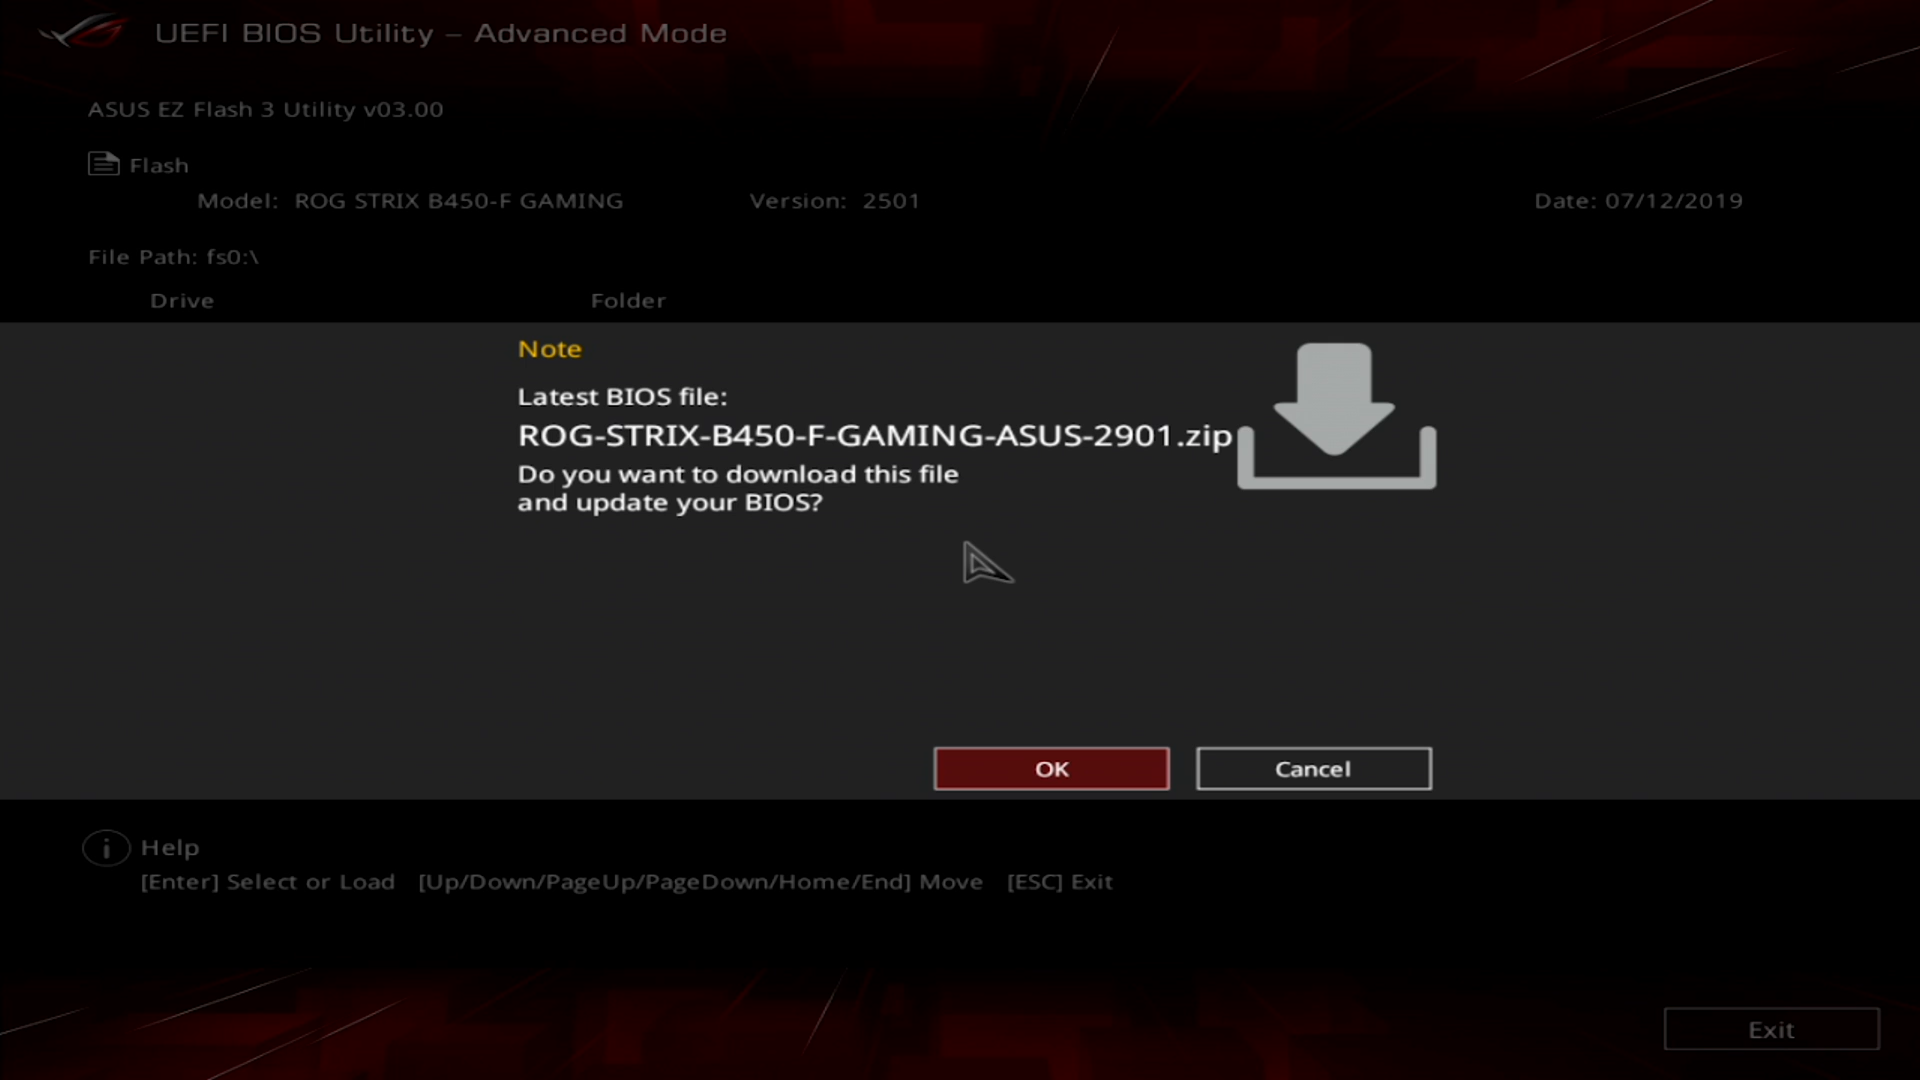 UEFI BIOS Utility – Advanced Mode
ASUS EZ Flash 3 Utility v03.00
Flash
Model: ROG STRIX B450-F GAMING Version: 2501 Date: 07/12/2019
File Path: fs0:\
Drive Folder
Note
Latest BIOS file:
ROG-STRIX-B450-F-GAMING-ASUS-2901.zip
Do you want to download this file
and update your BIOS?
OK Cancel
Help
[Enter] Select or Load [Up/Down/PageUp/PageDown/Home/End] Move [ESC] Exit
Exit